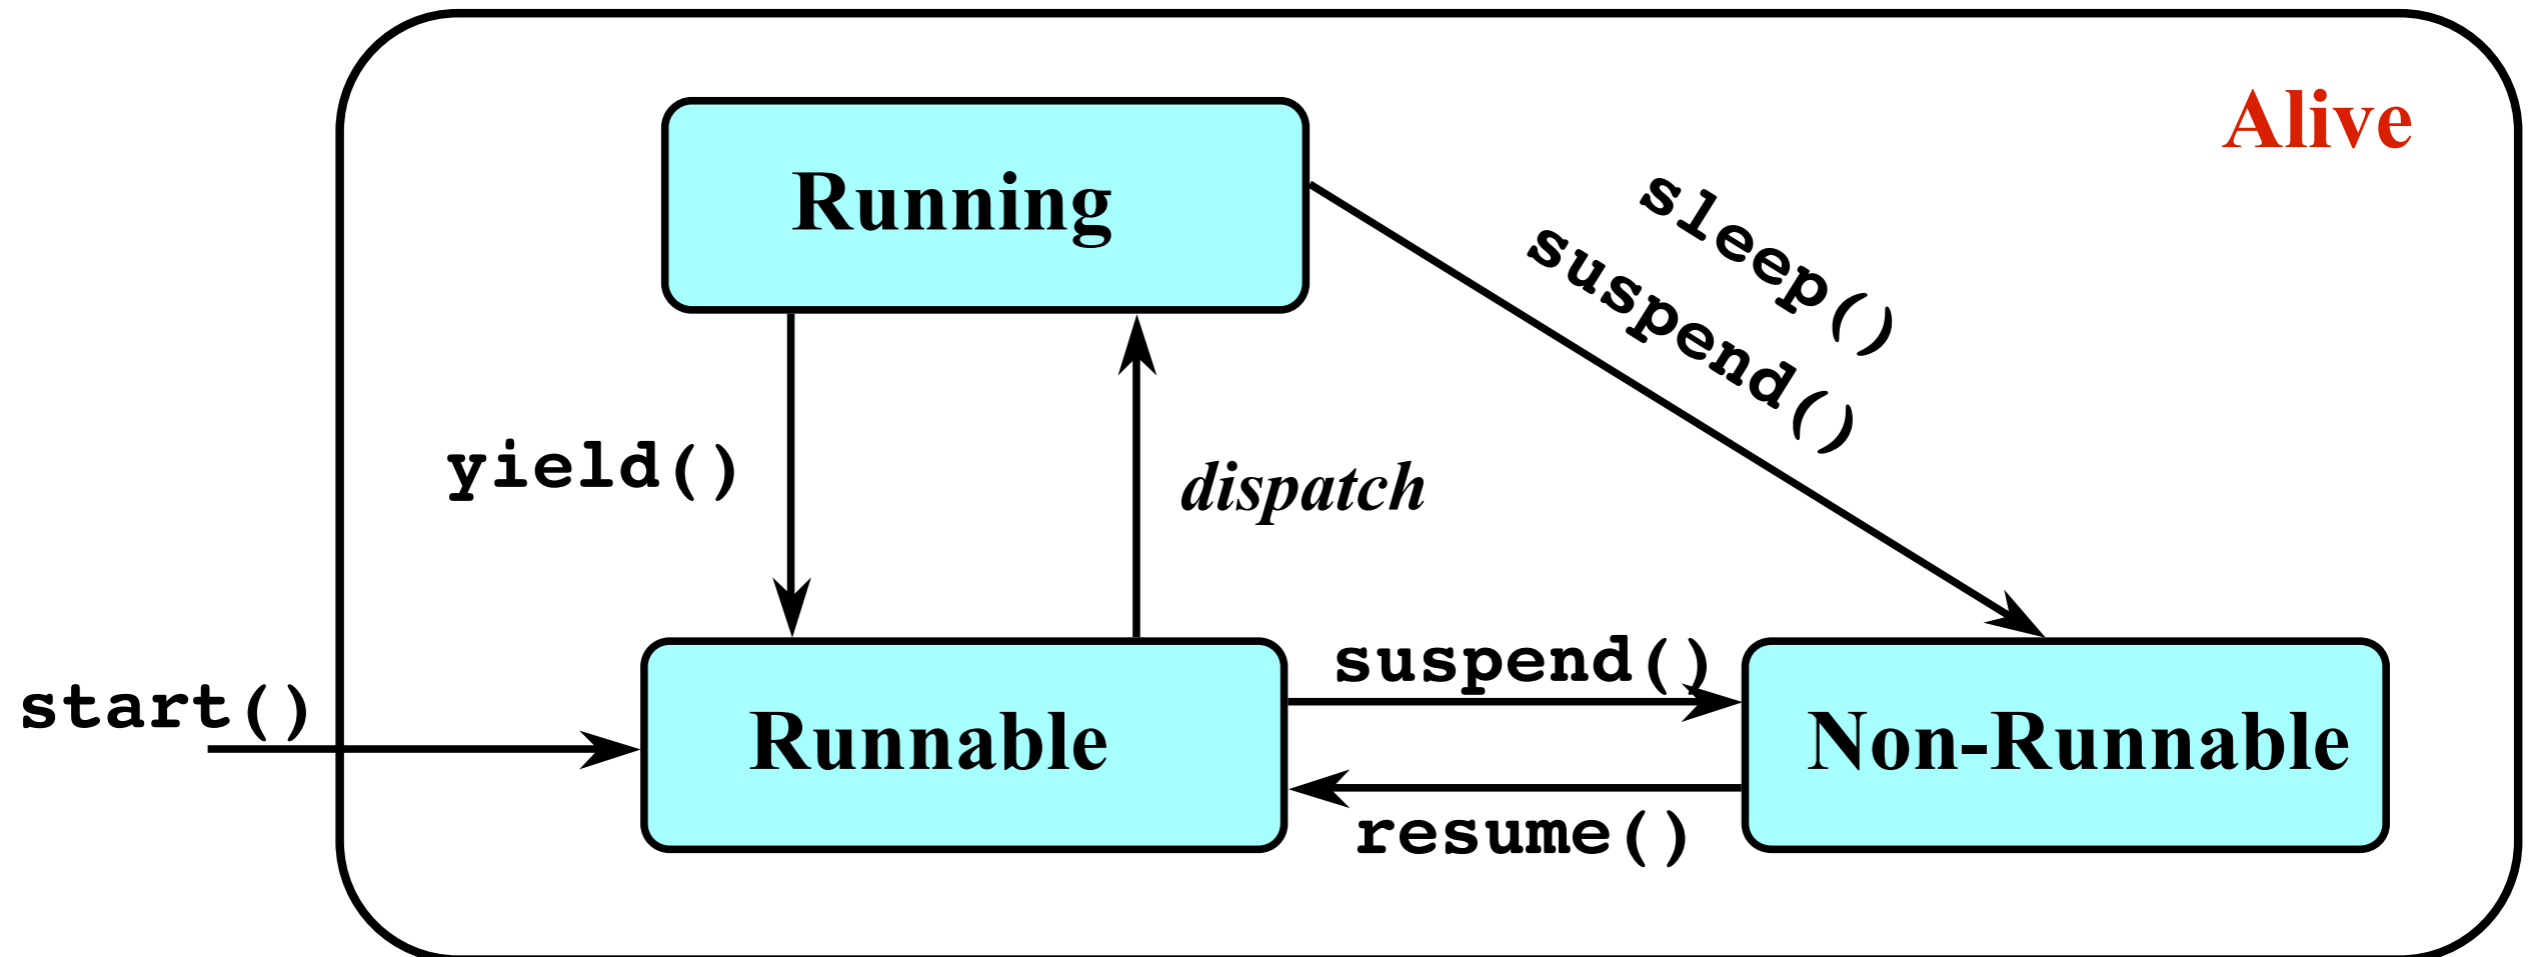 Alive
Running
sleep()
suspend()
yield()
dispatch
start()
Runnable
suspend()
resume()
Non-Runnable